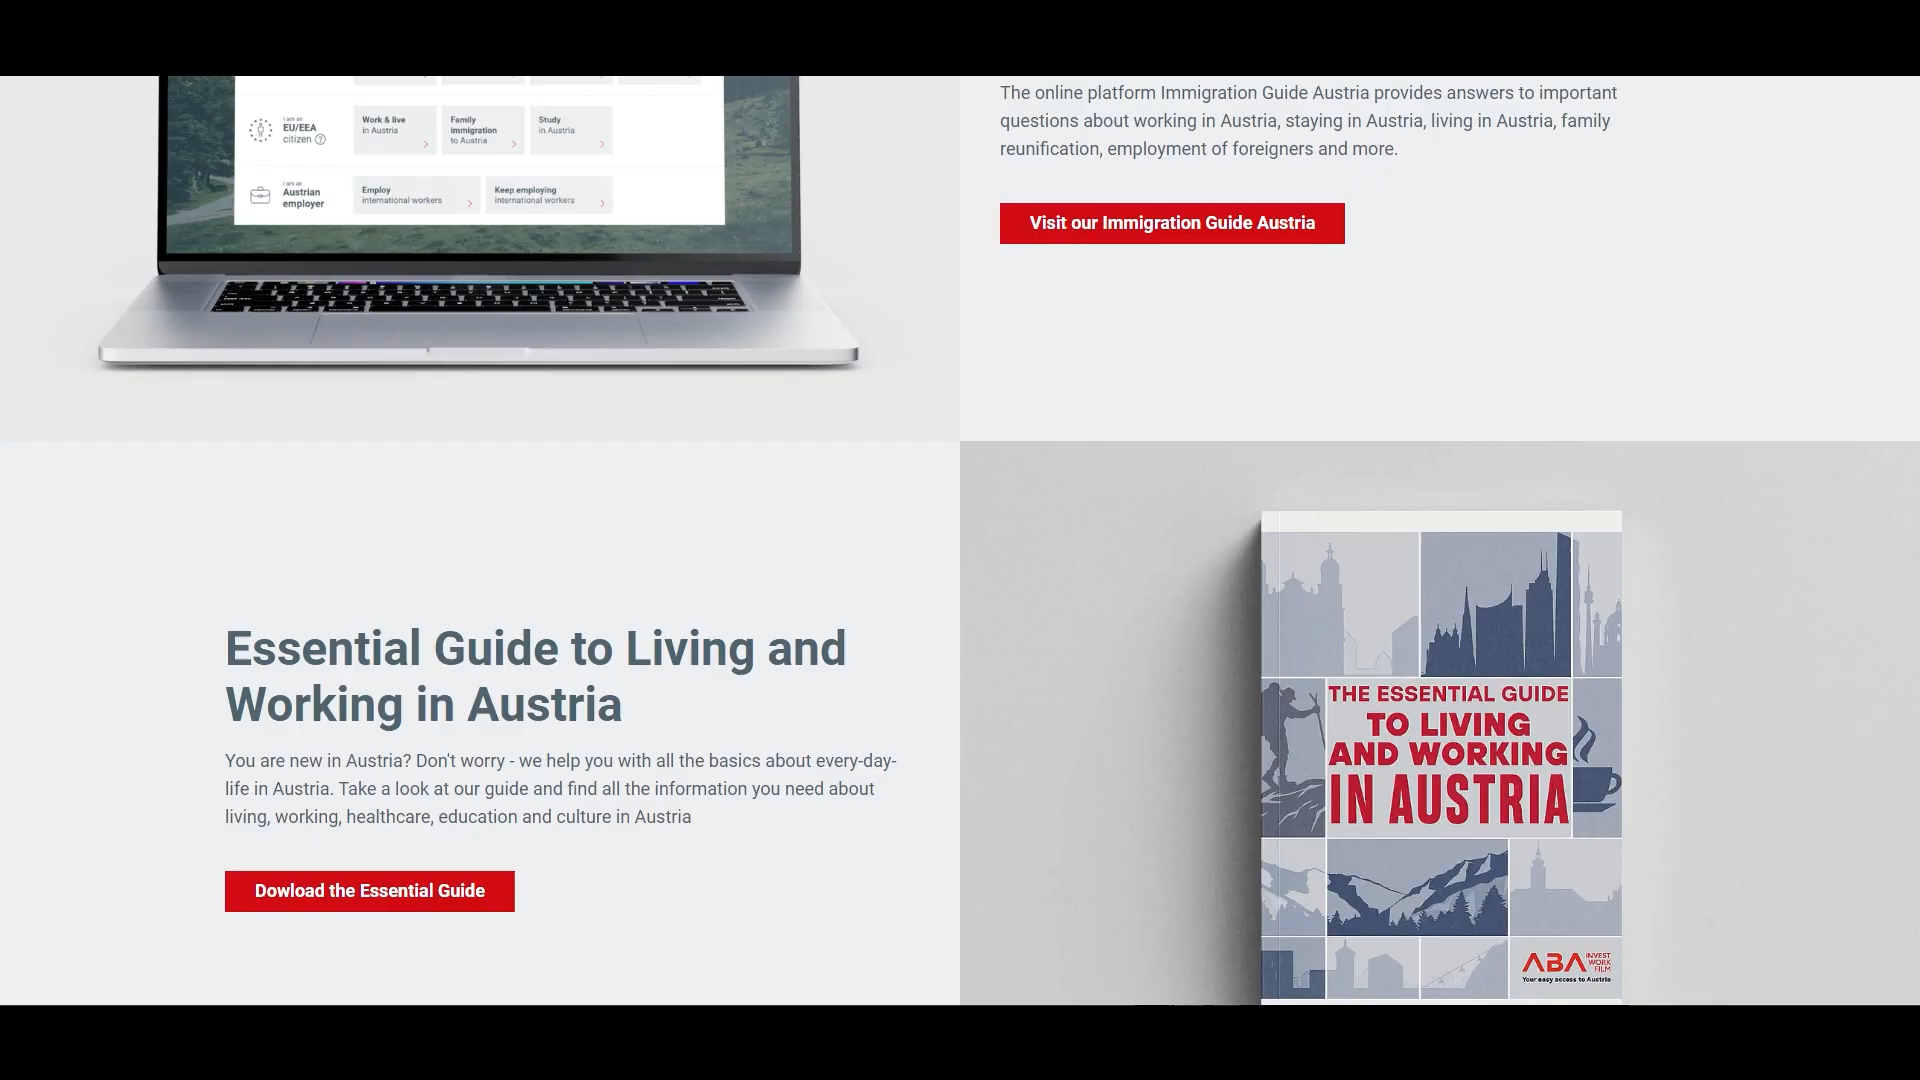 I am an
EU/EEA
citizen ?
Work & live
in Austria
Family
immigration
to Austria
Study
in Austria
I am an
Austrian
employer
Employ
international workers
Keep employing
international workers
The online platform Immigration Guide Austria provides answers to important
questions about working in Austria, staying in Austria, living in Austria, family
reunification, employment of foreigners and more.
Visit our Immigration Guide Austria
Essential Guide to Living and
Working in Austria
You are new in Austria? Don't worry - we help you with all the basics about every-day-
life in Austria. Take a look at our guide and find all the information you need about
living, working, healthcare, education and culture in Austria
Dowload the Essential Guide
THE ESSENTIAL GUIDE
TO LIVING
AND WORKING
IN AUSTRIA
ABA
INVEST
WORK
FILM
Your easy access to Austria